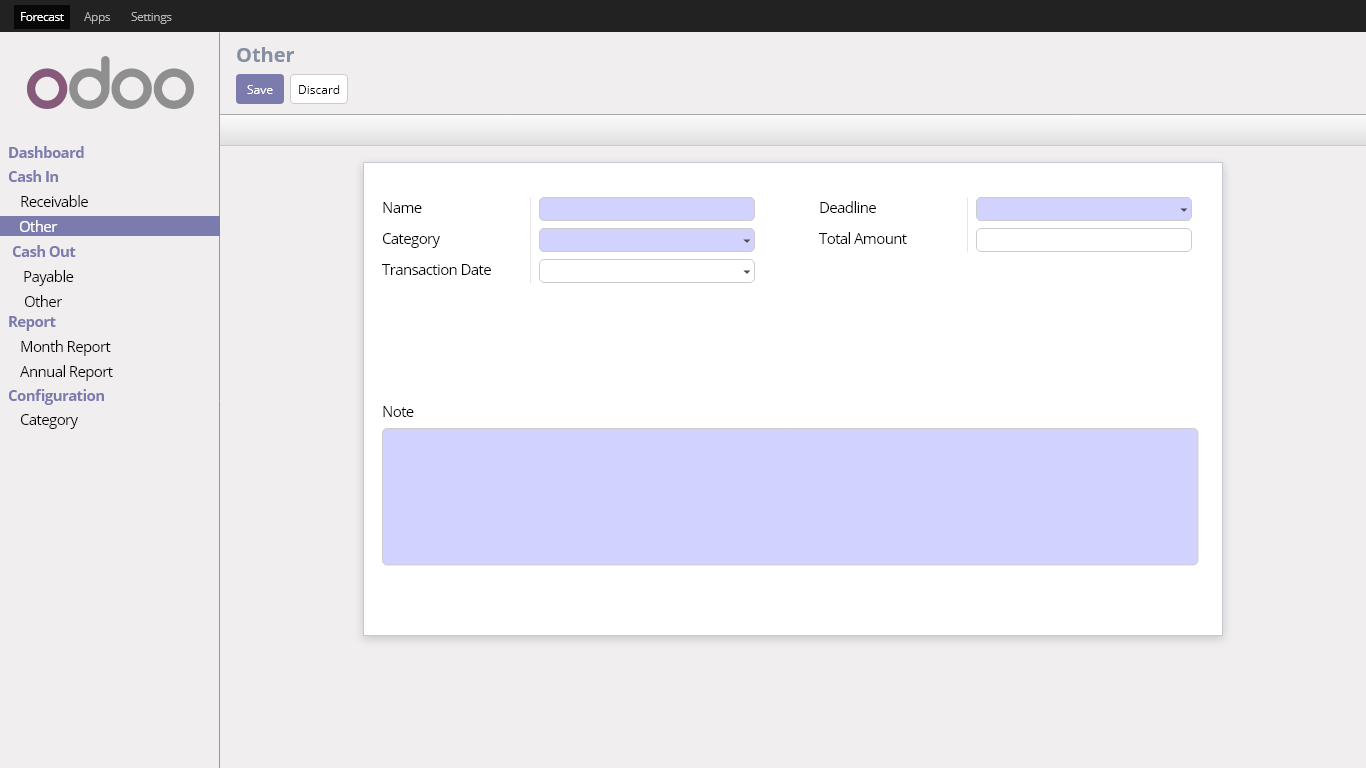 Forecast Apps Settings
odoo
Dashboard
Cash In
Receivable
Other
Cash Out
Payable
Other
Report
Month Report
Annual Report
Configuration
Category
Other
Save Discard
Name
Category
Transaction Date
Deadline
Total Amount
Note